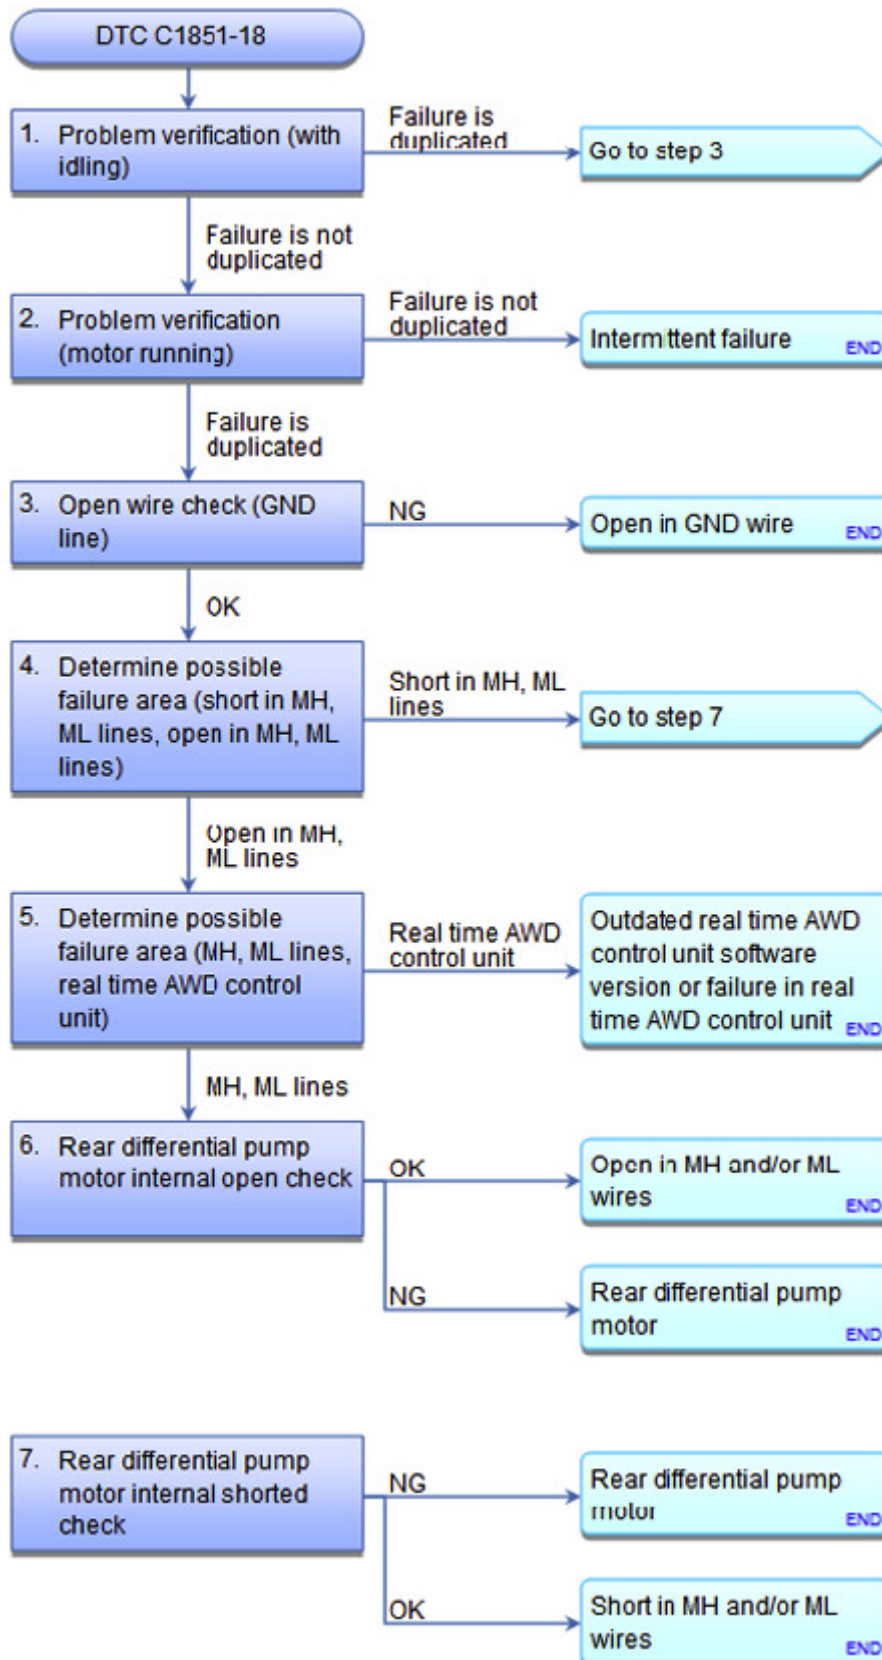 DTC C1851-18
1. Problem verification (with
idling)
Failure is
duplicated
Go to step 3
Failure is not
duplicated
2. Problem verification
(motor running)
Failure is not
duplicated
Intermittent failure
END
Failure is
duplicated
3. Open wire check (GND
line)
NG
Open in GND wire
END
OK
4. Determine possible
failure area (short in MH,
ML lines, open in MH, ML
lines)
Short in MH, ML
lines
Go to step 7
Open in MH,
ML lines
5. Determine possible
failure area (MH, ML lines,
real time AWD control
unit)
Real time AWD
control unit
Outdated real time AWD
control unit software
version or failure in real
time AWD control unit
END
MH, ML lines
6. Rear differential pump
motor internal open check
OK
Open in MH and/or ML
wires
END
NG
Rear differential pump
motor
END
7. Rear differential pump
motor internal shorted
check
NG
Rear differential pump
motor
END
OK
Short in MH and/or ML
wires
END